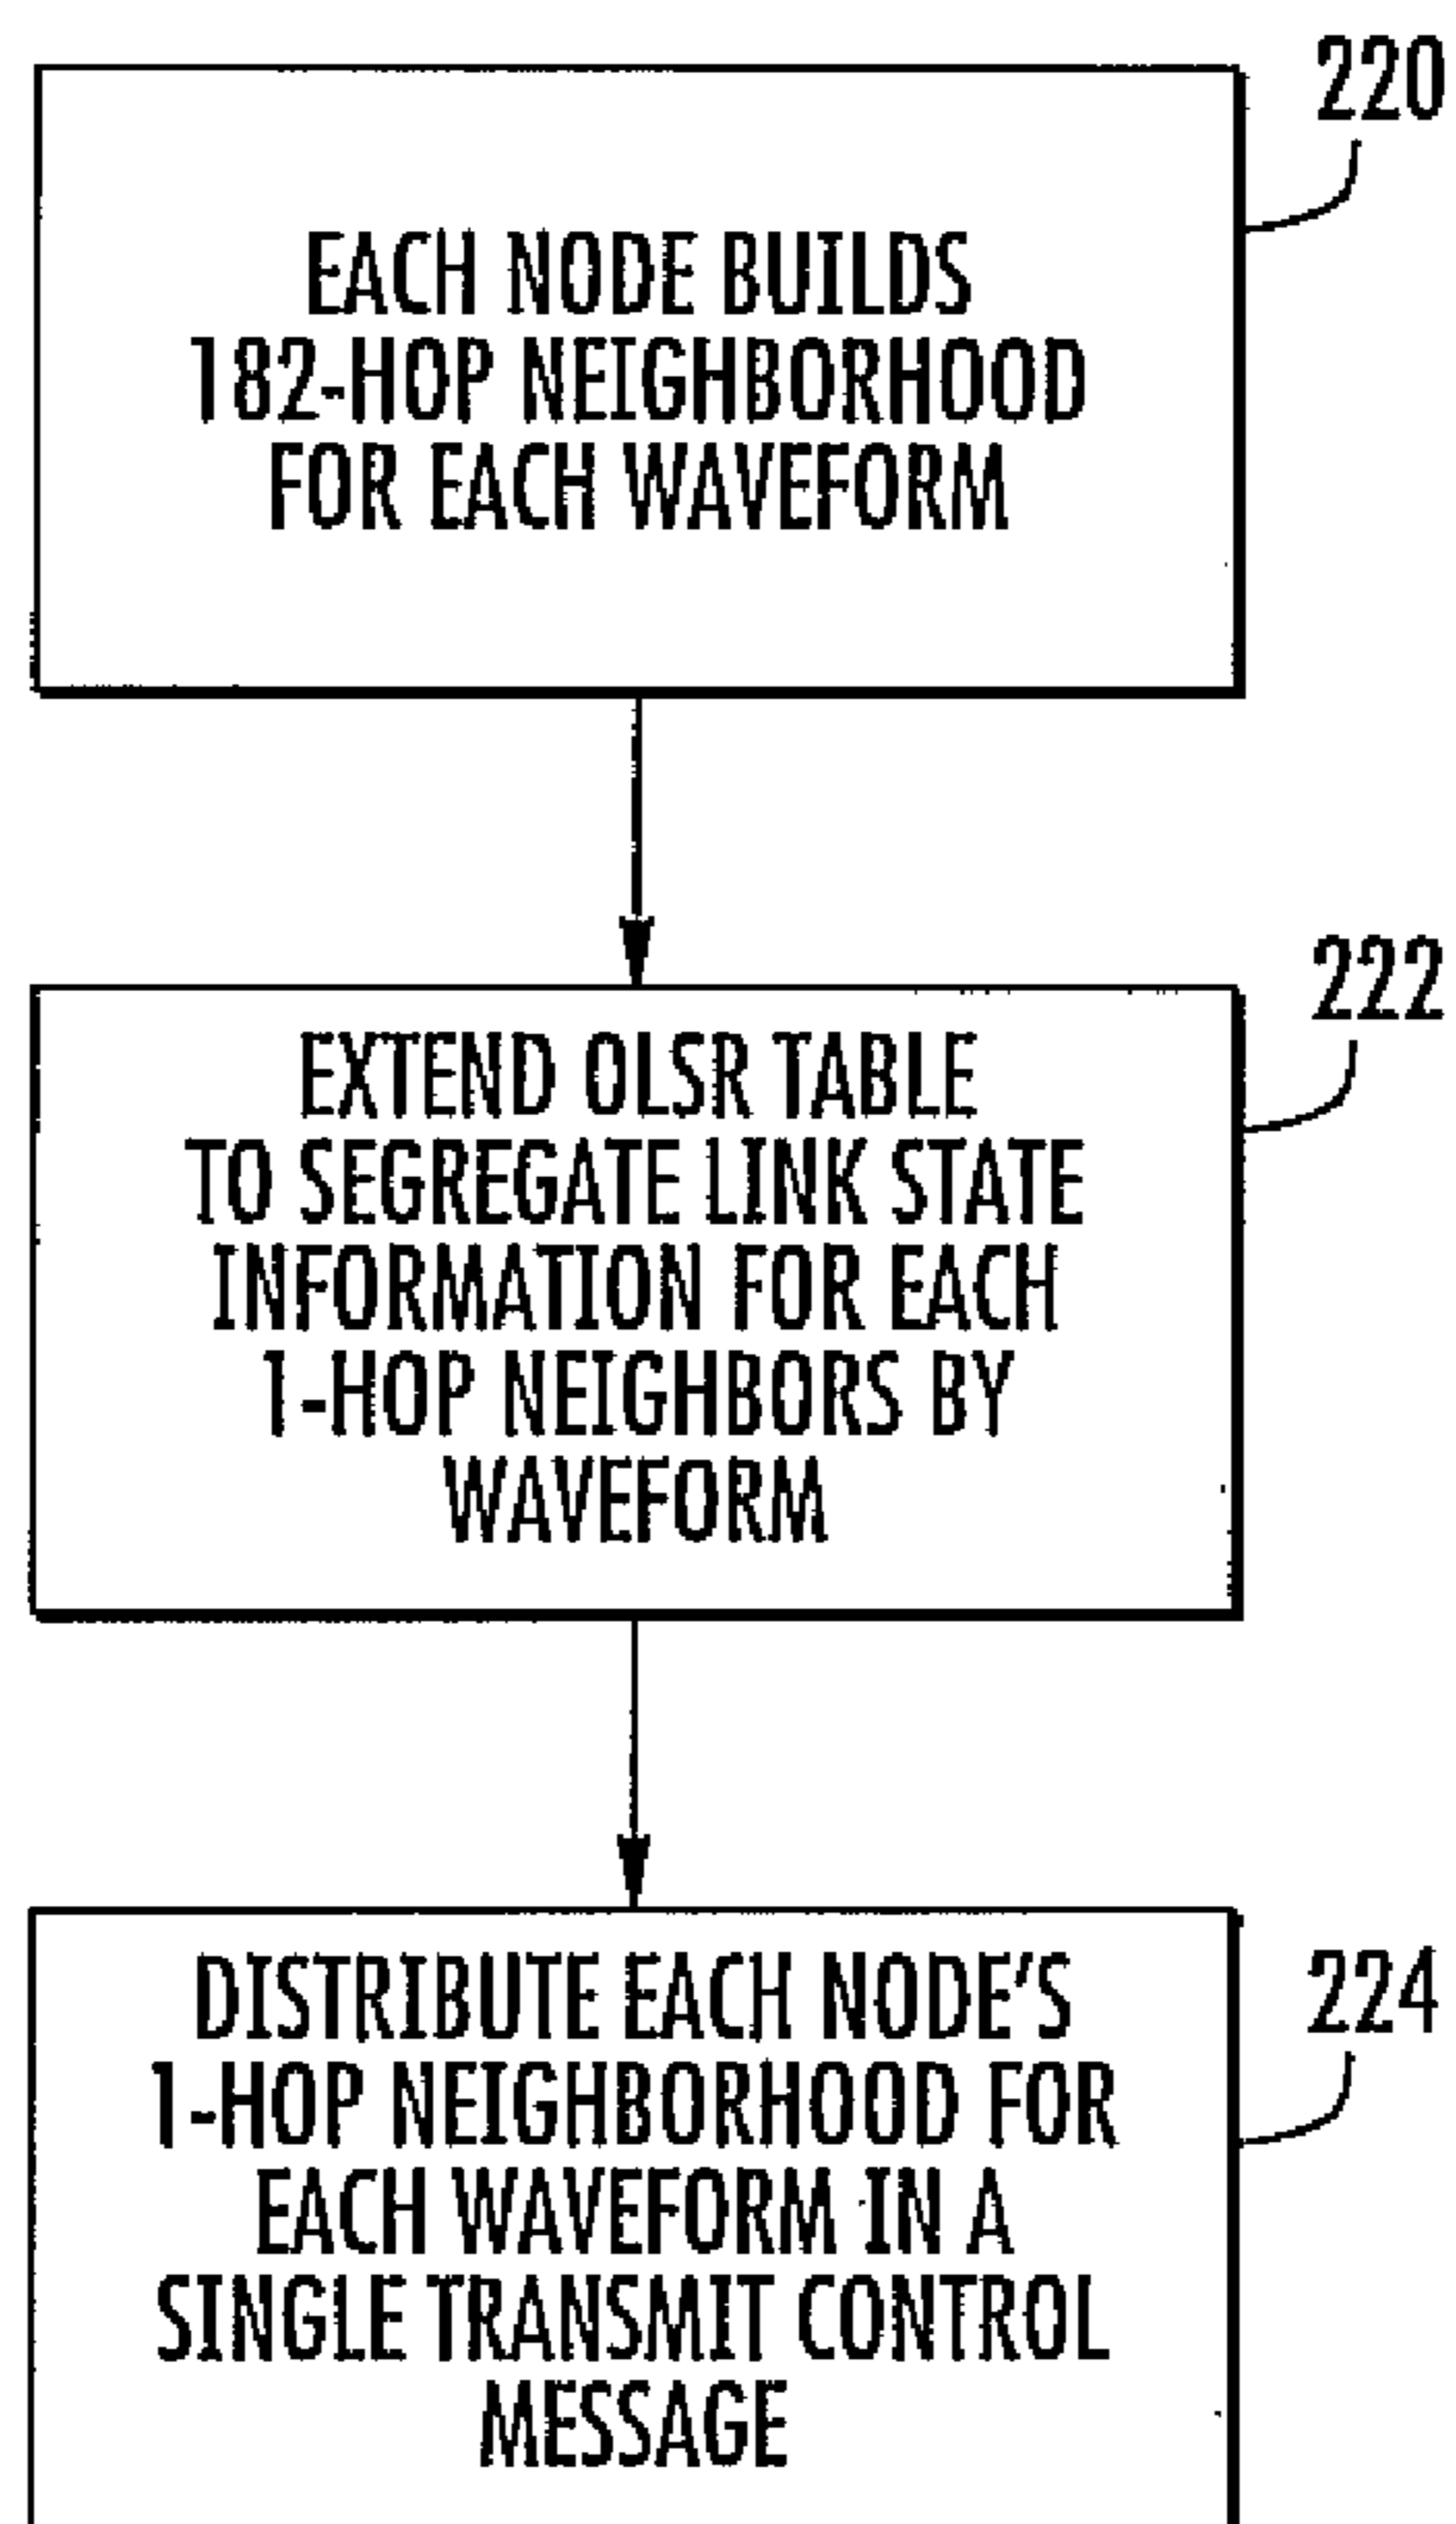 220
EACH NODE BUILDS
182-HOP NEIGHBORHOOD
FOR EACH WAVEFORM
222
EXTEND OLSR TABLE
TO SEGREGATE LINK STATE
INFORMATION FOR EACH
1-HOP NEIGHBORS BY
WAVEFORM
224
DISTRIBUTE EACH NODE'S
1-HOP NEIGHBORHOOD FOR
EACH WAVEFORM IN A
SINGLE TRANSMIT CONTROL
MESSAGE